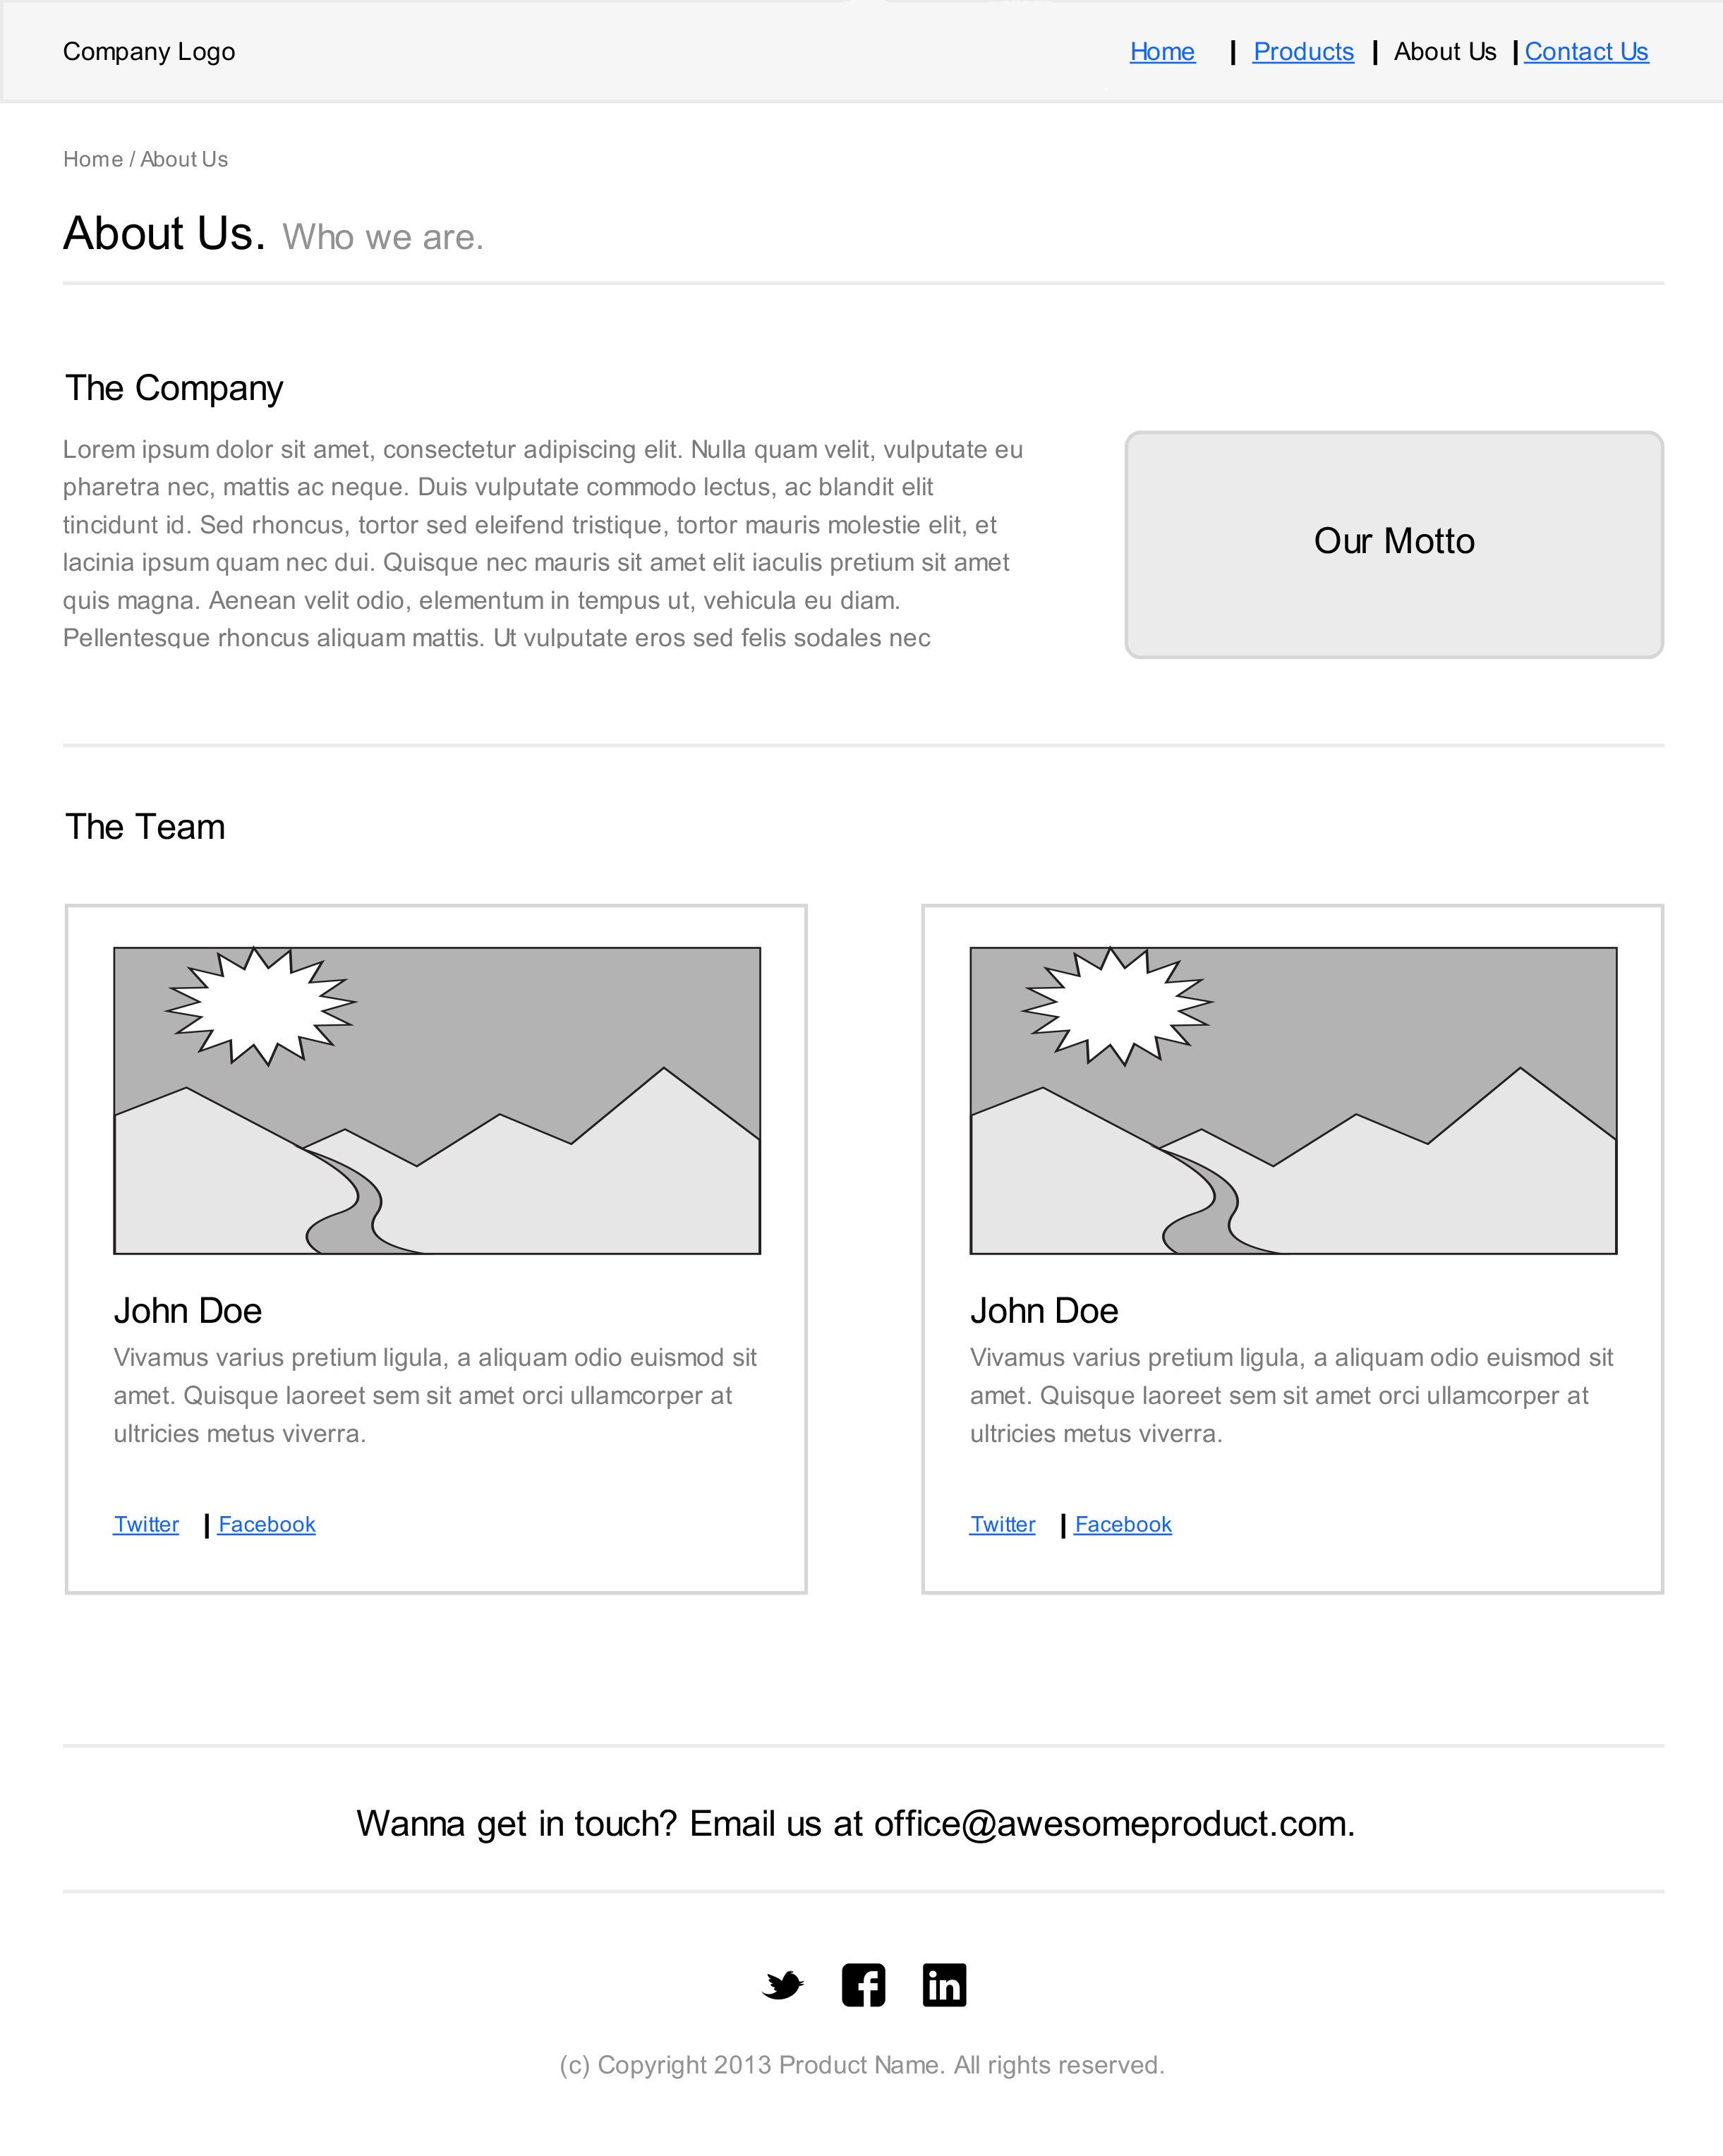 Company Logo
Home | Products | About Us | Contact Us
Home / About Us
About Us. Who we are.
The Company
Lorem ipsum dolor sit amet, consectetur adipiscing elit. Nulla quam velit, vulputate eu
pharetra nec, mattis ac neque. Duis vulputate commodo lectus, ac blandit elit
tincidunt id. Sed rhoncus, tortor sed eleifend tristique, tortor mauris molestie elit, et
lacinia ipsum quam nec dui. Quisque nec mauris sit amet elit iaculis pretium sit amet
quis magna. Aenean velit odio, elementum in tempus ut, vehicula eu diam.
Pellentesque rhoncus aliquam mattis. Ut vulputate eros sed felis sodales nec
Our Motto
The Team
John Doe
Vivamus varius pretium ligula, a aliquam odio euismod sit
amet. Quisque laoreet sem sit amet orci ullamcorper at
ultricies metus viverra.
Twitter | Facebook
John Doe
Vivamus varius pretium ligula, a aliquam odio euismod sit
amet. Quisque laoreet sem sit amet orci ullamcorper at
ultricies metus viverra.
Twitter | Facebook
Wanna get in touch? Email us at office@awesomeproduct.com.
(c) Copyright 2013 Product Name. All rights reserved.